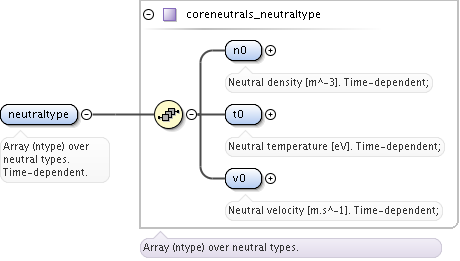 coreneutrals_neutraltype
n0
Neutral density [m^-3]. Time-dependent;
neutraltype
Array (ntype) over
neutral types.
Time-dependent.
t0
Neutral temperature [eV]. Time-dependent;
v0
Neutral velocity [m.s^-1]. Time-dependent;
Array (ntype) over neutral types.